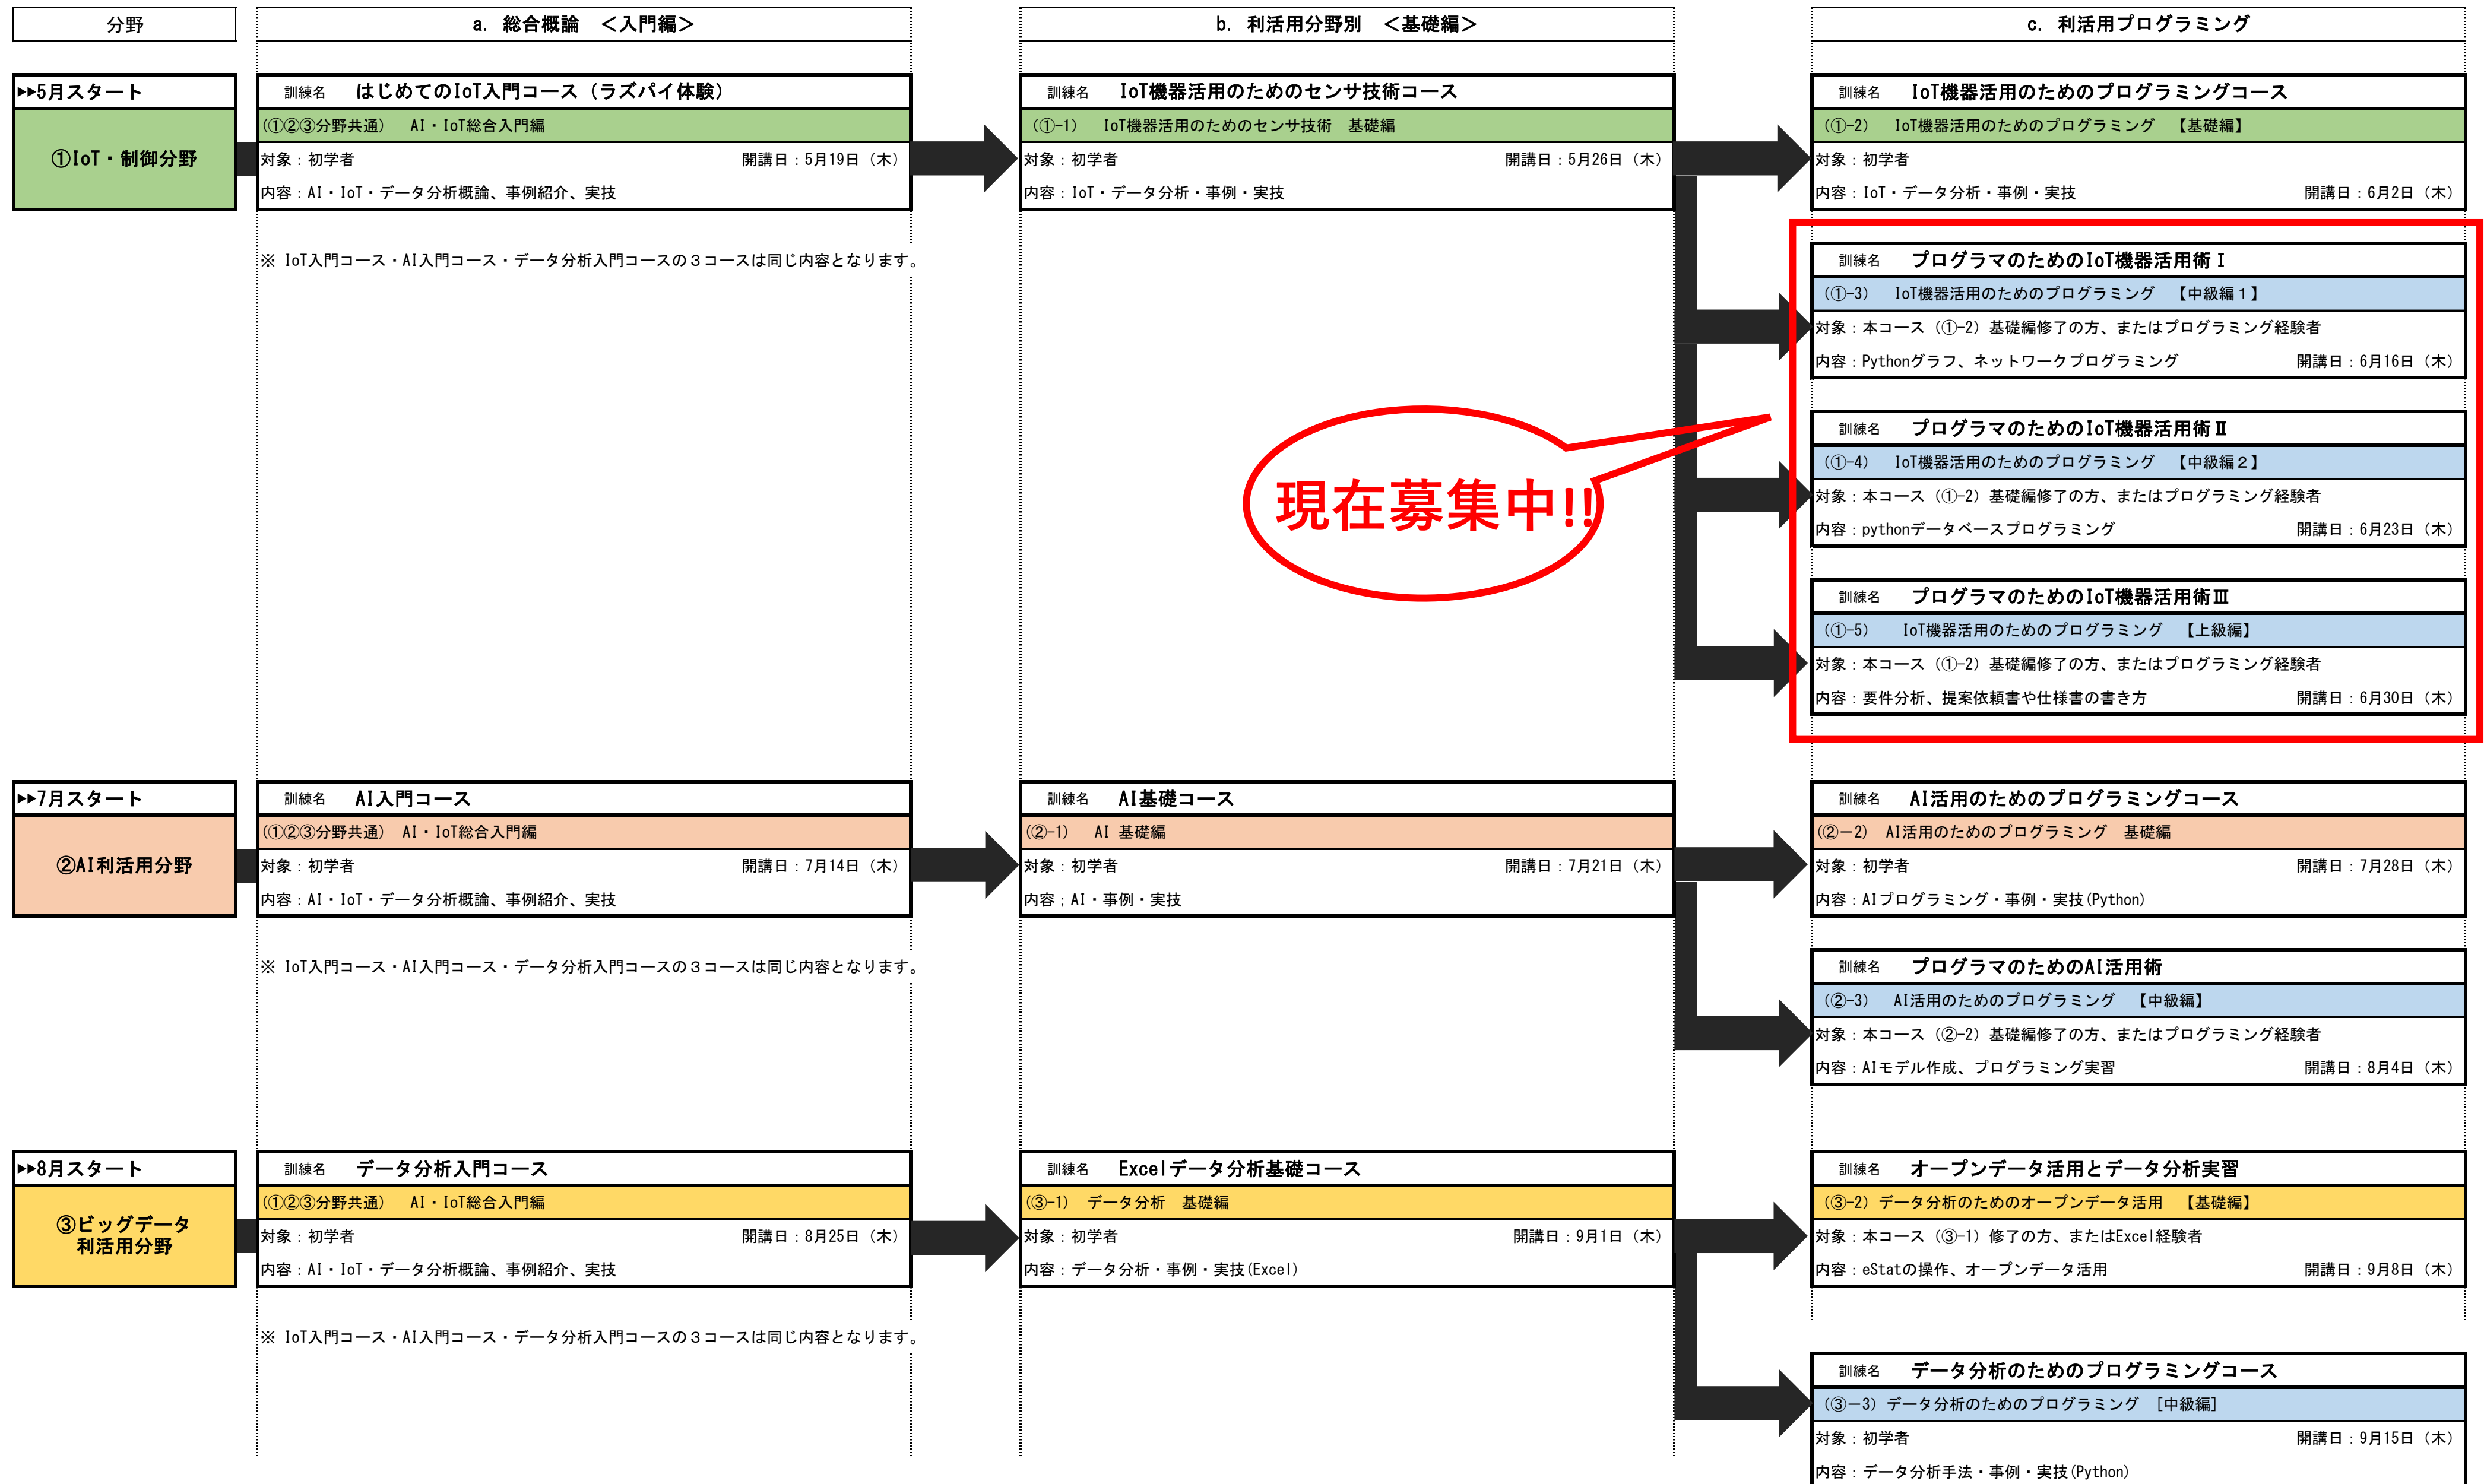 分野
a. 総合概論　＜入門編＞
b. 利活用分野別　＜基礎編＞
c. 利活用プログラミング
▶▶5月スタート
①IoT・制御分野
訓練名　はじめてのIoT入門コース（ラズパイ体験）
(①②③分野共通)　AI・IoT総合入門編
対象：初学者　開講日：5月19日（木）
内容：AI・IoT・データ分析概論、事例紹介、実技
※ IoT入門コース・AI入門コース・データ分析入門コースの３コースは同じ内容となります。
訓練名　IoT機器活用のためのセンサ技術コース
(①-1)　IoT機器活用のためのセンサ技術　基礎編
対象：初学者　開講日：5月26日（木）
内容：IoT・データ分析・事例・実技
訓練名　IoT機器活用のためのプログラミングコース
(①-2)　IoT機器活用のためのプログラミング　【基礎編】
対象：初学者
内容：IoT・データ分析・事例・実技　開講日：6月2日（木）
訓練名　プログラマのためのIoT機器活用術Ⅰ
(①-3)　IoT機器活用のためのプログラミング　【中級編１】
対象：本コース（①-2）基礎編修了の方、またはプログラミング経験者
内容：Pythonグラフ、ネットワークプログラミング　開講日：6月16日（木）
現在募集中!!
訓練名　プログラマのためのIoT機器活用術Ⅱ
(①-4)　IoT機器活用のためのプログラミング　【中級編２】
対象：本コース（①-2）基礎編修了の方、またはプログラミング経験者
内容：pythonデータベースプログラミング　開講日：6月23日（木）
訓練名　プログラマのためのIoT機器活用術Ⅲ
(①-5)　IoT機器活用のためのプログラミング　【上級編】
対象：本コース（①-2）基礎編修了の方、またはプログラミング経験者
内容：要件分析、提案依頼書や仕様書の書き方　開講日：6月30日（木）
▶▶7月スタート
②AI利活用分野
訓練名　AI入門コース
(①②③分野共通)　AI・IoT総合入門編
対象：初学者　開講日：7月14日（木）
内容：AI・IoT・データ分析概論、事例紹介、実技
※ IoT入門コース・AI入門コース・データ分析入門コースの３コースは同じ内容となります。
訓練名　AI基礎コース
(②-1)　AI 基礎編
対象：初学者　開講日：7月21日（木）
内容；AI・事例・実技
訓練名　AI活用のためのプログラミングコース
(②－2)　AI活用のためのプログラミング　基礎編
対象：初学者　開講日：7月28日（木）
内容：AIプログラミング・事例・実技(Python)
訓練名　プログラマのためのAI活用術
(②-3)　AI活用のためのプログラミング　【中級編】
対象：本コース（②-2）基礎編修了の方、またはプログラミング経験者
内容：AIモデル作成、プログラミング実習　開講日：8月4日（木）
▶▶8月スタート
③ビッグデータ
利活用分野
訓練名　データ分析入門コース
(①②③分野共通)　AI・IoT総合入門編
対象：初学者　開講日：8月25日（木）
内容：AI・IoT・データ分析概論、事例紹介、実技
※ IoT入門コース・AI入門コース・データ分析入門コースの３コースは同じ内容となります。
訓練名　Excelデータ分析基礎コース
(③-1)　データ分析　基礎編
対象：初学者　開講日：9月1日（木）
内容：データ分析・事例・実技(Excel)
訓練名　オープンデータ活用とデータ分析実習
(③-2) データ分析のためのオープンデータ活用　【基礎編】
対象：本コース（③-1）修了の方、またはExcel経験者
内容：eStatの操作、オープンデータ活用　開講日：9月8日（木）
訓練名　データ分析のためのプログラミングコース
(③－3) データ分析のためのプログラミング　[中級編]
対象：初学者　開講日：9月15日（木）
内容：データ分析手法・事例・実技(Python)